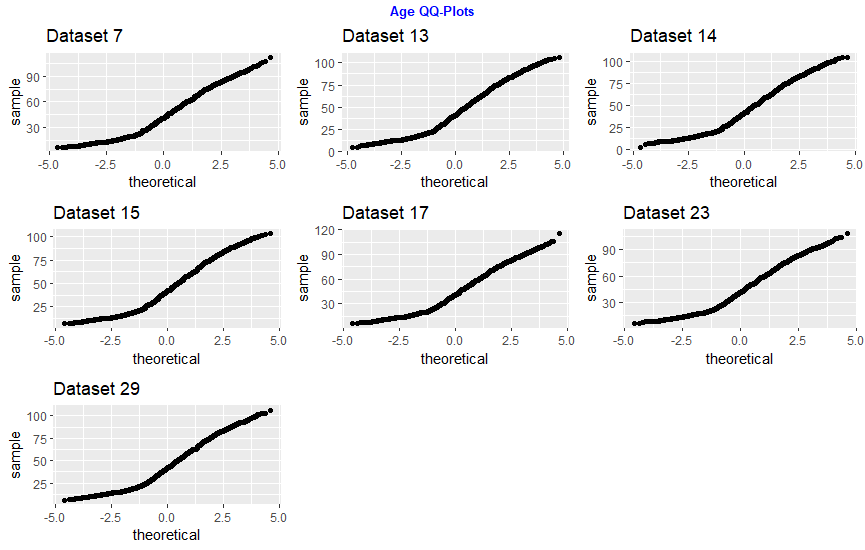 Age QQ-Plots
Dataset 7
Dataset 13
Dataset 14
sample
90
60
30
-5.0 -2.5 0.0 2.5 5.0
theoretical
sample
100
75
50
25
0
-5.0 -2.5 0.0 2.5 5.0
theoretical
sample
100
75
50
25
0
-5.0 -2.5 0.0 2.5 5.0
theoretical
Dataset 15
Dataset 17
Dataset 23
sample
100
75
50
25
-5.0 -2.5 0.0 2.5 5.0
theoretical
sample
120
90
60
30
-5.0 -2.5 0.0 2.5 5.0
theoretical
sample
90
60
30
-5.0 -2.5 0.0 2.5 5.0
theoretical
Dataset 29
sample
100
75
50
25
-5.0 -2.5 0.0 2.5 5.0
theoretical